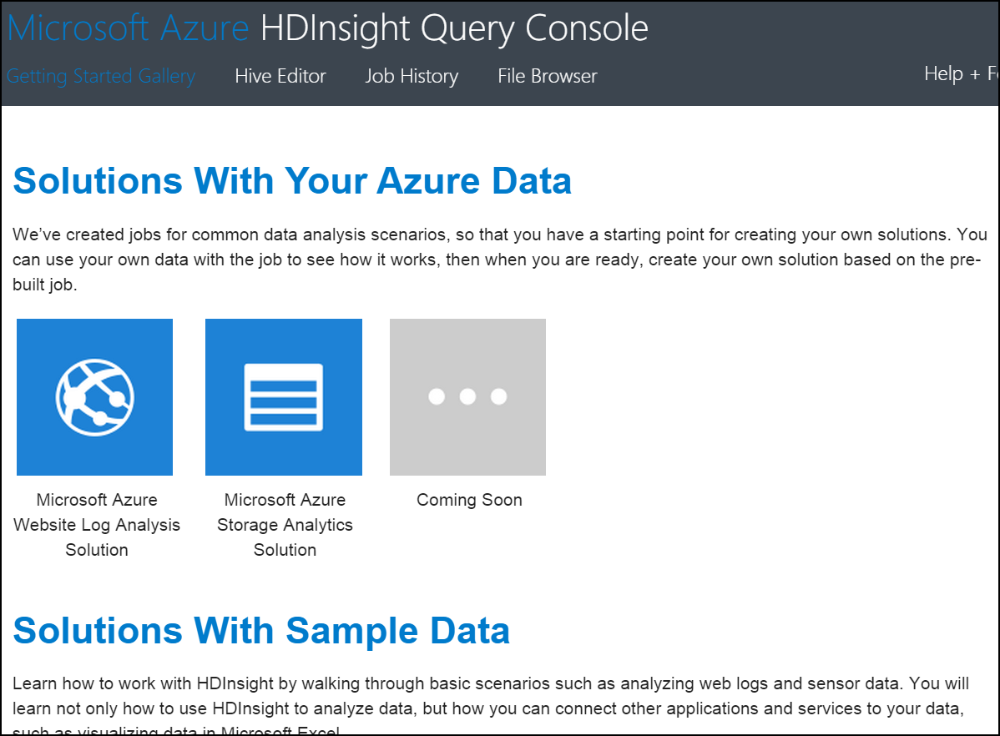 Microsoft Azure HDInsight Query Console
Getting Started Gallery Hive Editor Job History File Browser Help +
Solutions With Your Azure Data
We’ve created jobs for common data analysis scenarios, so that you have a starting point for creating your own solutions. You
can use your own data with the job to see how it works, then when you are ready, create your own solution based on the pre-
built job.
Microsoft Azure
Website Log Analysis
Solution
Microsoft Azure
Storage Analytics
Solution
Coming Soon
Solutions With Sample Data
Learn how to work with HDInsight by walking through basic scenarios such as analyzing web logs and sensor data. You will
learn not only how to use HDInsight to analyze data, but how you can connect other applications and services to your data,
such as visualizing data in Microsoft Excel